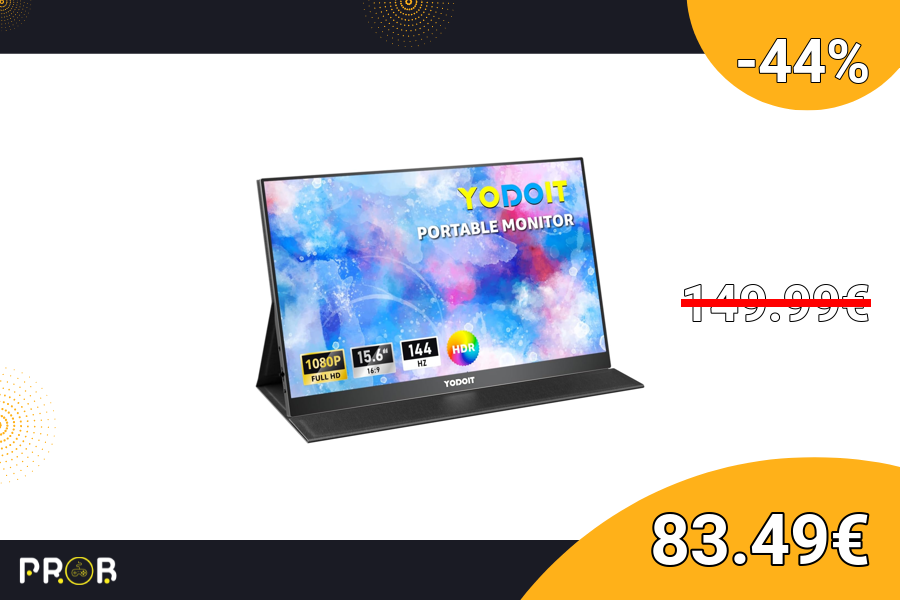 -44%
YODOIT
PORTABLE MONITOR
149.99€
1080P
FULL HD
15.6"
16:9
144
HZ
HDR
YODOIT
83.49€
PROB